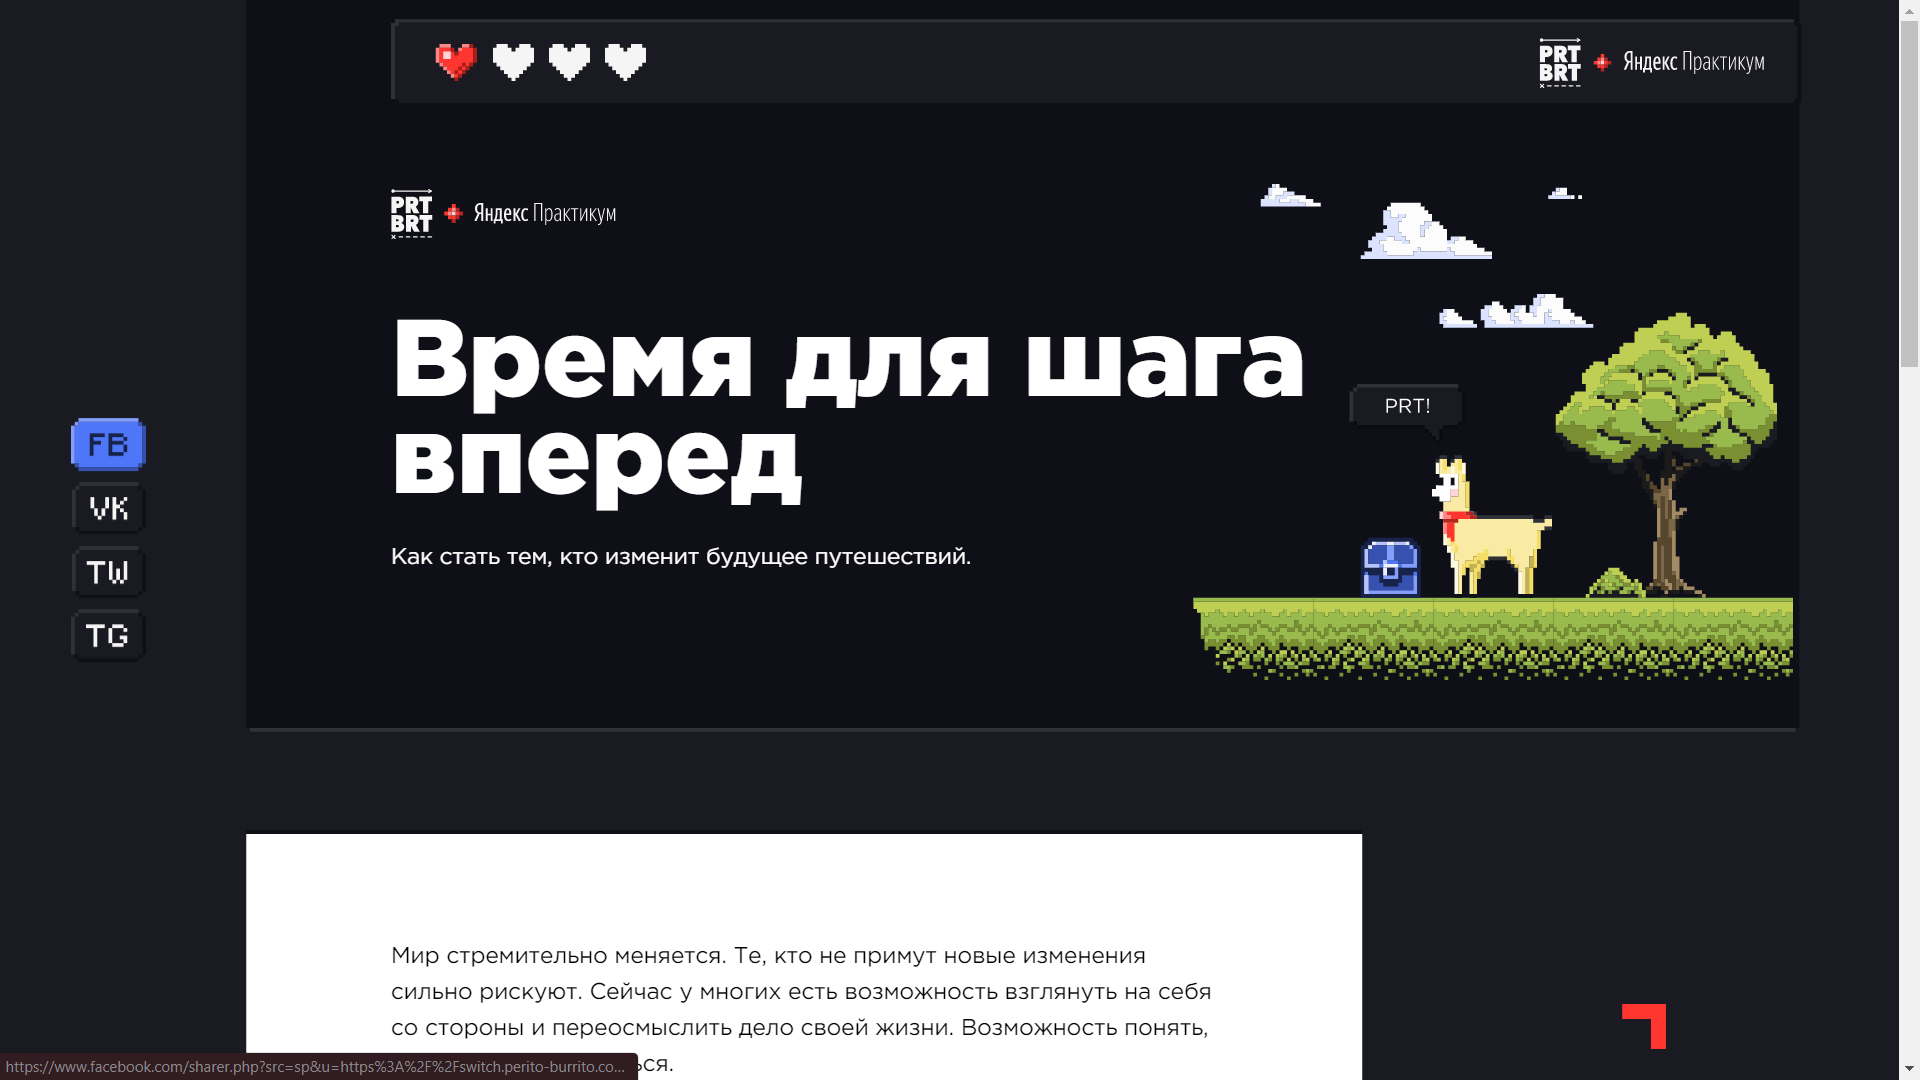 PRT
BRT
Яндекс Практикум
PRT
BRT
Яндекс Практикум
Время для шага
вперед
PRT!
Как стать тем, кто изменит будущее путешествий.
FB
VK
TW
TG
Мир стремительно меняется. Те, кто не примут новые изменения
сильно рискуют. Сейчас у многих есть возможность взглянуть на себя
со стороны и переосмыслить дело своей жизни. Возможность понять,
ься.
https://www.facebook.com/sharer.php?src=sp&u=https%3A%2F%2Fswitch.perito-burrito.co...